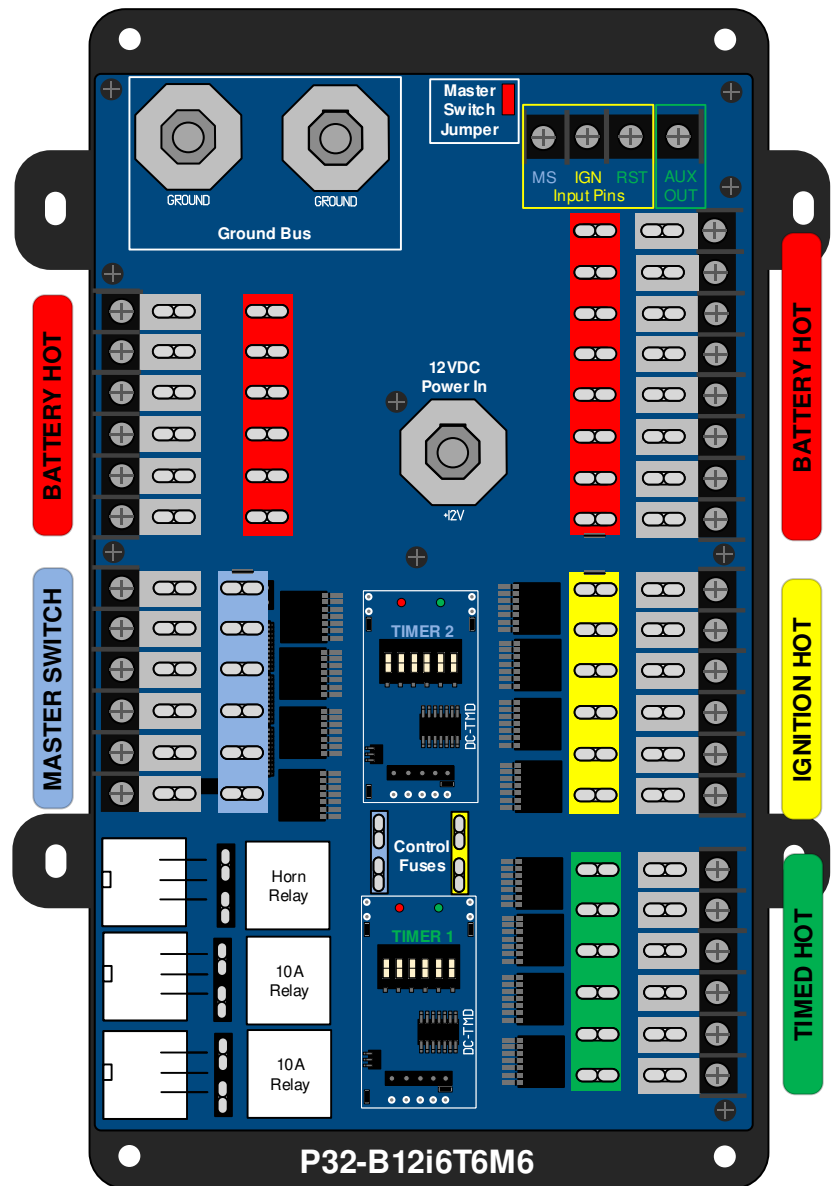 Master
Switch
Jumper
GROUND
GROUND
Ground Bus
MS
IGN
RST
AUX
OUT
Input Pins
BATTERY HOT
BATTERY HOT
12VDC
Power In
+12V
MASTER SWITCH
TIMER 2
DC-TMD
IGNITION HOT
Control
Fuses
Horn
Relay
TIMER 1
DC-TMD
10A
Relay
10A
Relay
TIMED HOT
P32-B12i6T6M6